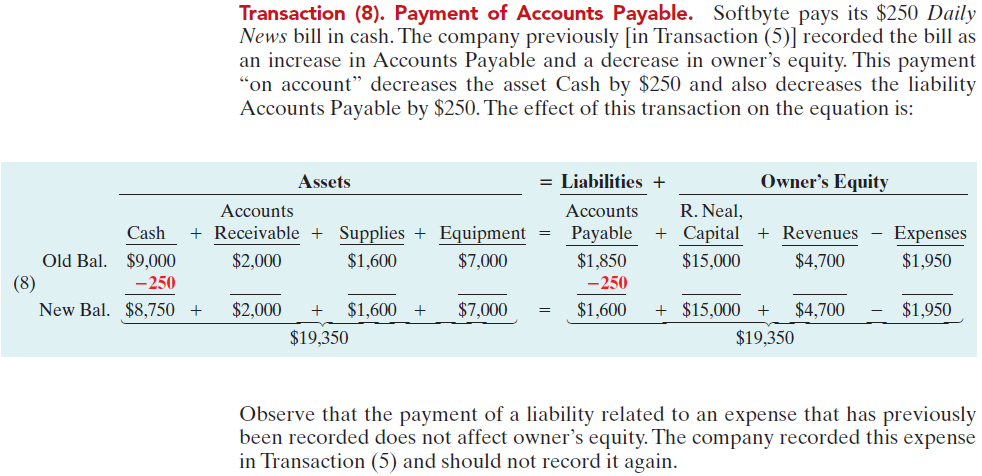 Transaction (8). Payment of Accounts Payable. Softbyte pays its $250 Daily
News bill in cash. The company previously [in Transaction (5)] recorded the bill as
an increase in Accounts Payable and a decrease in owner's equity. This payment
“on account” decreases the asset Cash by $250 and also decreases the liability
Accounts Payable by $250. The effect of this transaction on the equation is:
Assets = Liabilities + Owner's Equity
Accounts Accounts R. Neal,
Cash + Receivable + Supplies + Equipment = Payable + Capital + Revenues − Expenses
Old Bal. $9,000 $2,000 $1,600 $7,000 $1,850 $15,000 $4,700 $1,950
(8) −250 −250
New Bal. $8,750 + $2,000 + $1,600 + $7,000 = $1,600 + $15,000 + $4,700 − $1,950
$19,350 $19,350
Observe that the payment of a liability related to an expense that has previously
been recorded does not affect owner's equity. The company recorded this expense
in Transaction (5) and should not record it again.